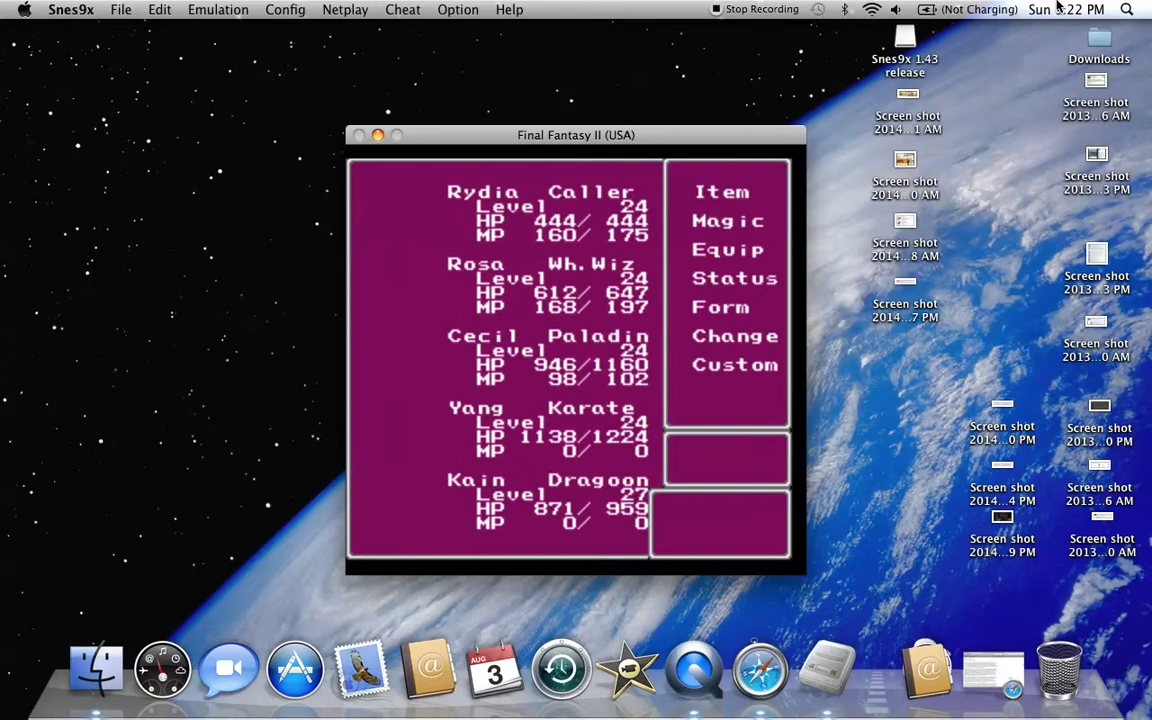 Snes9x File Edit Emulation Config Netplay Cheat Option Help Stop Recording (Not Charging) Sun :22 PM
Final Fantasy II (USA)
Rydia Caller
Level 24
HP 444/ 444
MP 160/ 175
Rosa Wh.Wiz
Level 24
HP 612/ 647
MP 168/ 197
Cecil Paladin
Level 24
HP 946/1160
MP 98/ 102
Yang Karate
Level 24
HP 1138/1224
MP 0/ 0
Kain Dragoon
Level 27
HP 871/ 959
MP 0/ 0
Item
Magic
Equip
Status
Form
Change
Custom
Snes9x 1.43
release
Screen shot
2014...1 AM
Screen shot
2014...0 AM
Screen shot
2014...8 AM
Screen shot
2014...7 PM
Downloads
Screen shot
2013...6 AM
Screen shot
2013...3 PM
Screen shot
2013...3 PM
Screen shot
2013...0 AM
Screen shot
2014...0 PM
Screen shot
2013...0 PM
Screen shot
2014...4 PM
Screen shot
2013...6 AM
Screen shot
2014...9 PM
Screen shot
2013...0 AM
AUG
3